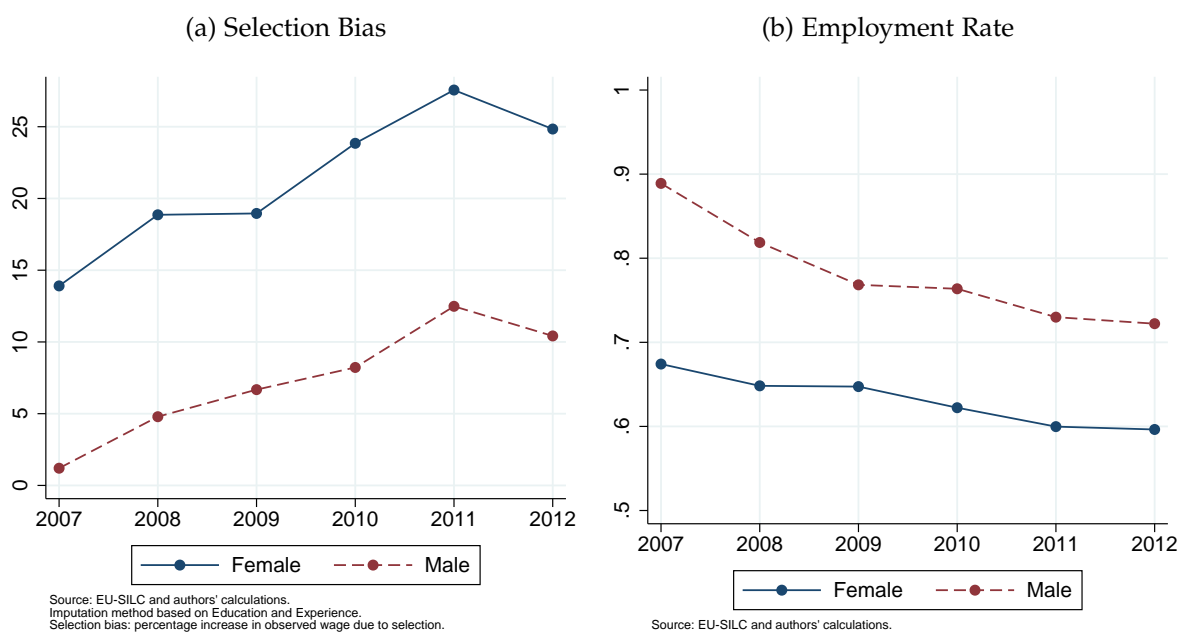 (a) Selection Bias
25
20
15
10
5
0
2007 2008 2009 2010 2011 2012
Female Male
Source: EU-SILC and authors' calculations.
Imputation method based on Education and Experience.
Selection bias: percentage increase in observed wage due to selection.
(b) Employment Rate
1
.9
.8
.7
.6
.5
2007 2008 2009 2010 2011 2012
Female Male
Source: EU-SILC and authors' calculations.